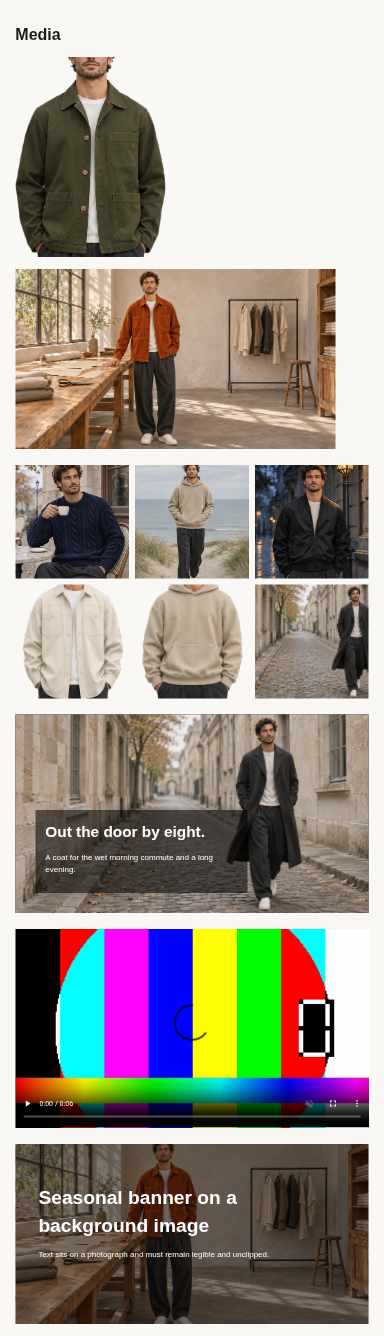 Media
Out the door by eight.
A coat for the wet morning commute and a long
evening.
0:00 / 0:06
Seasonal banner on a
background image
Text sits on a photograph and must remain legible and unclipped.